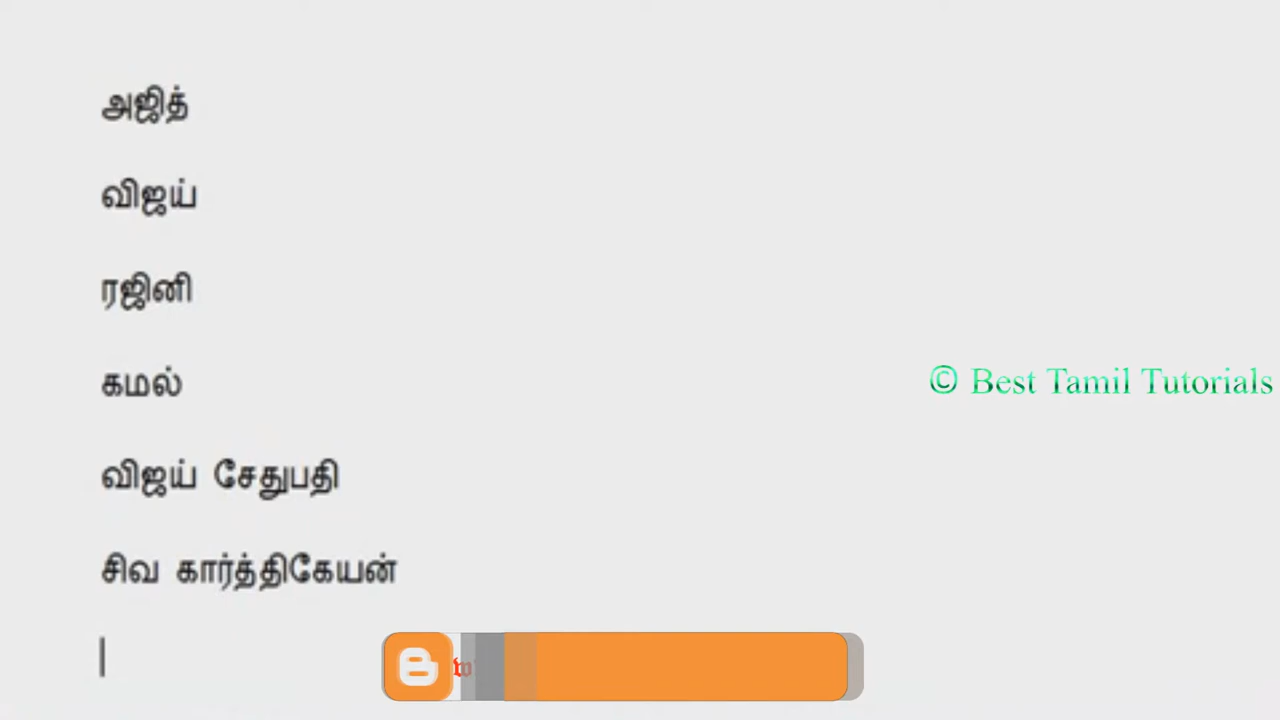 அஜித்
விஜய்
ரஜினி
கமல்
© Best Tamil Tutorials
விஜய் சேதுபதி
சிவ கார்த்திகேயன்